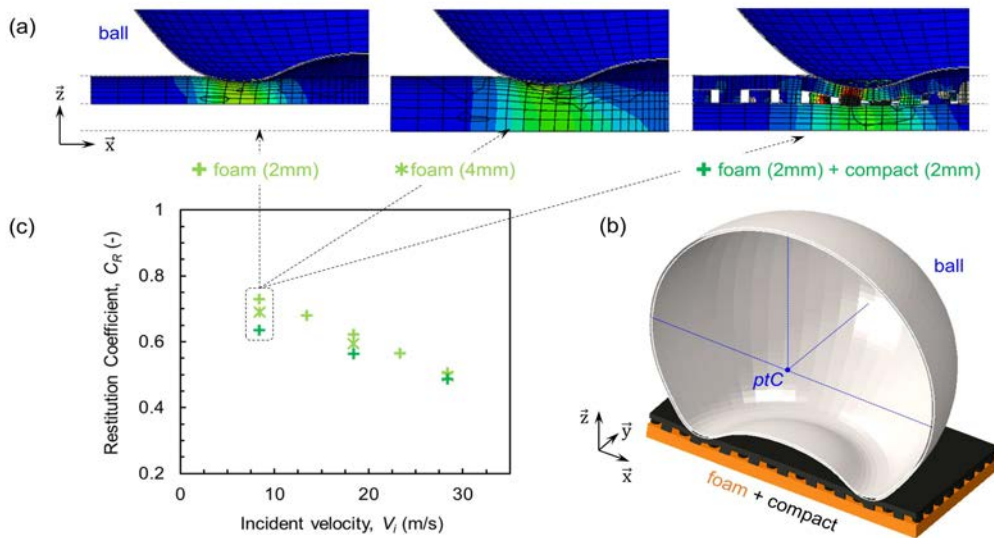 (a)
ball
z⃗
x⃗
+ foam (2mm)
* foam (4mm)
+ foam (2mm) + compact (2mm)
(c)
1
0.8
0.6
0.4
0.2
Restitution Coefficient, C_R (-)
0
10
20
30
Incident velocity, V_i (m/s)
(b)
ball
ptC
z⃗
y⃗
x⃗
foam + compact